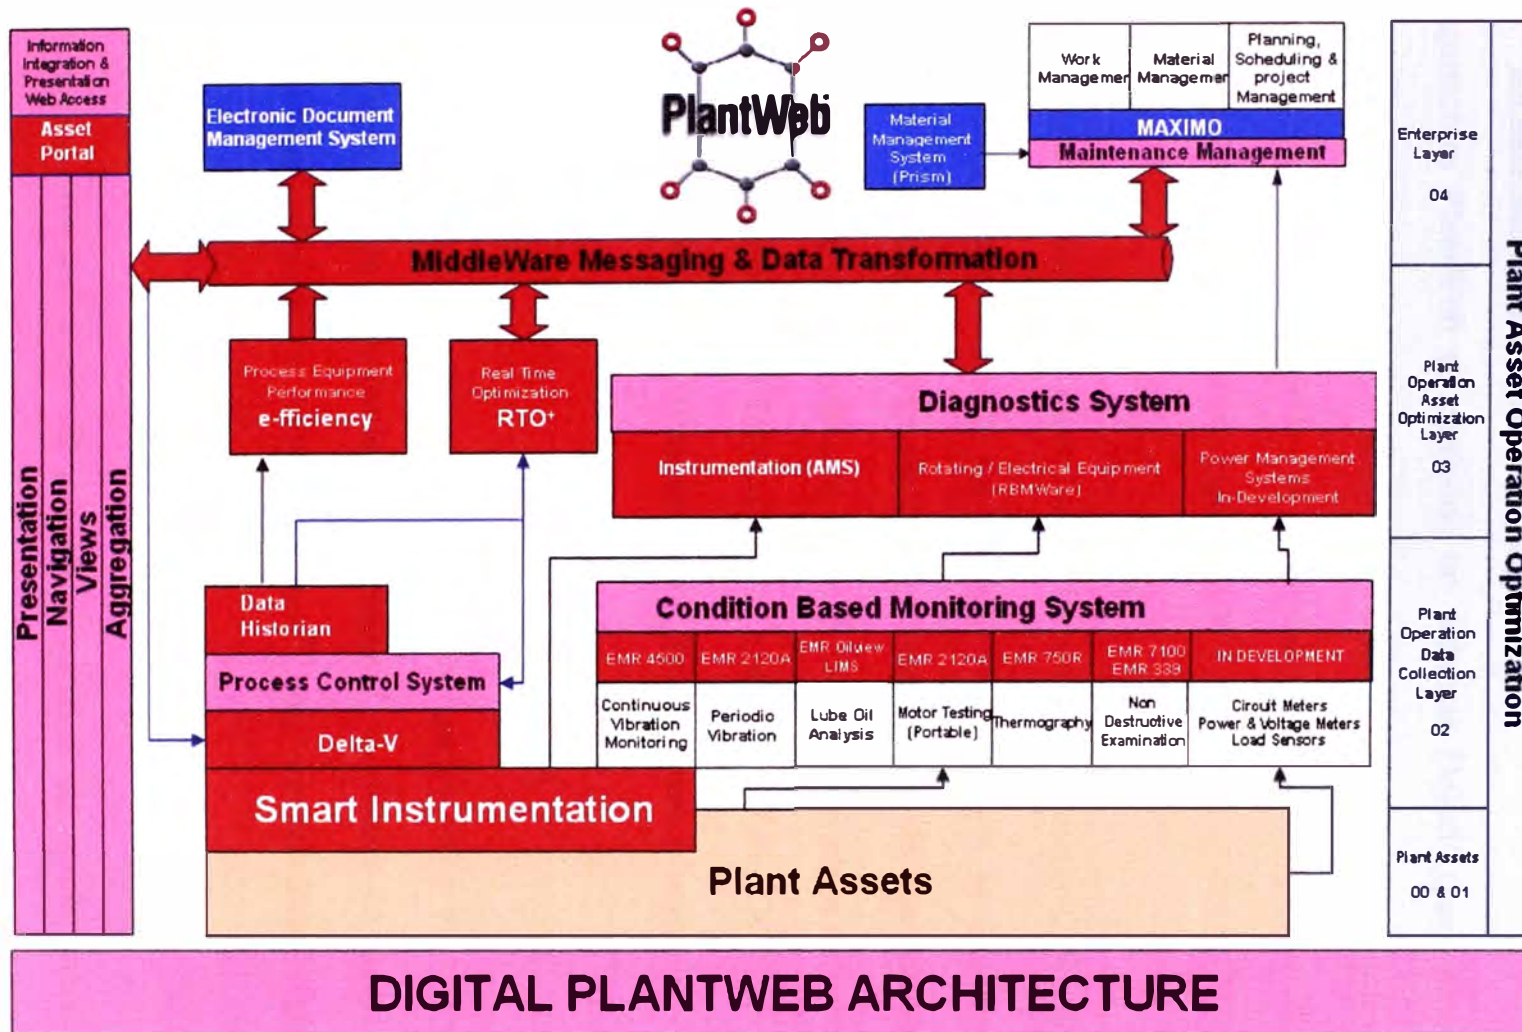 Information
Integration &
Presentation
Web Access
Asset
Portal
Presentation
Navigation
Views
Aggregation
Electronic Document
Management System
PlantWeb
Material
Management
System
(Prism)
Work
Managemer
Material
Managemer
Planning,
Scheduling &
project
Management
MAXIMO
Maintenance Management
MiddleWare Messaging & Data Transformation
Process Equipment
Performance
e-fficiency
Real Time
Optimization
RTO+
Diagnostics System
Instrumentation (AMS)
Rotating / Electrical Equipment
(RBMWare)
Power Management
Systems
In-Development
Data
Historian
Process Control System
Delta-V
Condition Based Monitoring System
EMR 4500
EMR 2120A
EMR Oilview
LIMS
EMR 2120A
EMR 750R
EMR 7100
EMR 339
IN DEVELOPMENT
Continuous
Vibration
Monitoring
Periodic
Vibration
Lube Oil
Analysis
Motor Testing
(Portable)
Thermography
Non
Destructive
Examination
Circuit Meters
Power & Voltage Meters
Load Sensors
Smart Instrumentation
Plant Assets
Enterprise
Layer
04
Plant
Operation
Asset
Optimization
Layer
03
Plant
Operation
Data
Collection
Layer
02
Plant Assets
00 & 01
Plant Asset Operation Optimization
DIGITAL PLANTWEB ARCHITECTURE